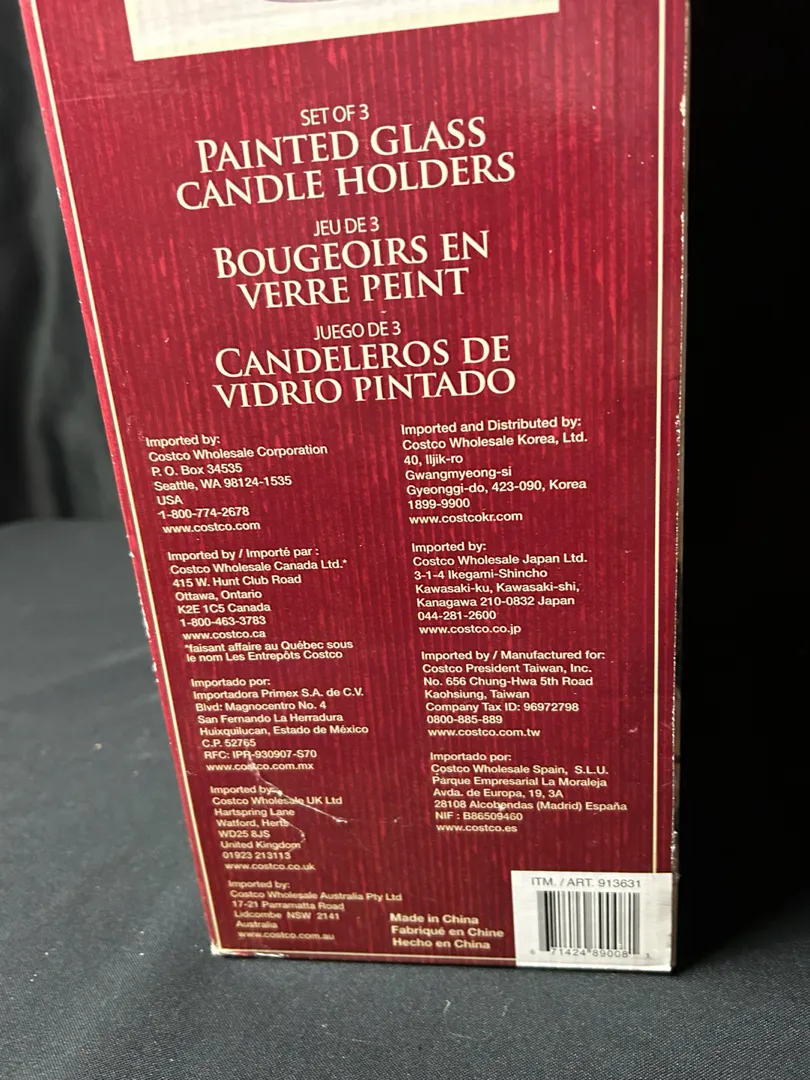 SET OF 3
PAINTED GLASS
CANDLE HOLDERS
JEU DE 3
BOUGEOIRS EN
VERRE PEINT
JUEGO DE 3
CANDELEROS DE
VIDRIO PINTADO
Imported by:
Costco Wholesale Corporation
P. O. Box 34535
Seattle, WA 98124-1535
USA
1-800-774-2678
www.costco.com
Imported by / Importé par :
Costco Wholesale Canada Ltd.*
415 W. Hunt Club Road
Ottawa, Ontario
K2E 1C5 Canada
1-800-463-3783
www.costco.ca
*faisant affaire au Québec sous
le nom Les Entrepôts Costco
Importado por:
Importadora Primex S.A. de C.V.
Blvd: Magnocentro No. 4
San Fernando La Herradura
Huixquilucan, Estado de México
C.P. 52765
RFC: IPR-930907-S70
www.costco.com.mx
Imported by:
Costco Wholesale UK Ltd
Hartspring Lane
Watford, Herts
WD25 8JS
United Kingdom
01923 213113
www.costco.co.uk
Imported by:
Costco Wholesale Australia Pty Ltd
17-21 Parramatta Road
Lidcombe NSW 2141
Australia
www.costco.com.au
Imported and Distributed by:
Costco Wholesale Korea, Ltd.
40, Iljik-ro
Gwangmyeong-si
Gyeonggi-do, 423-090, Korea
1899-9900
www.costcokr.com
Imported by:
Costco Wholesale Japan Ltd.
3-1-4 Ikegami-Shincho
Kawasaki-ku, Kawasaki-shi,
Kanagawa 210-0832 Japan
044-281-2600
www.costco.co.jp
Imported by / Manufactured for:
Costco President Taiwan, Inc.
No. 656 Chung-Hwa 5th Road
Kaohsiung, Taiwan
Company Tax ID: 96972798
0800-885-889
www.costco.com.tw
Importado por:
Costco Wholesale Spain, S.L.U.
Parque Empresarial La Moraleja
Avda. de Europa, 19, 3A
28108 Alcobendas (Madrid) España
NIF : B86509460
www.costco.es
Made in China
Fabriqué en Chine
Hecho en China
ITM. / ART. 913631
6 71424 89008 3